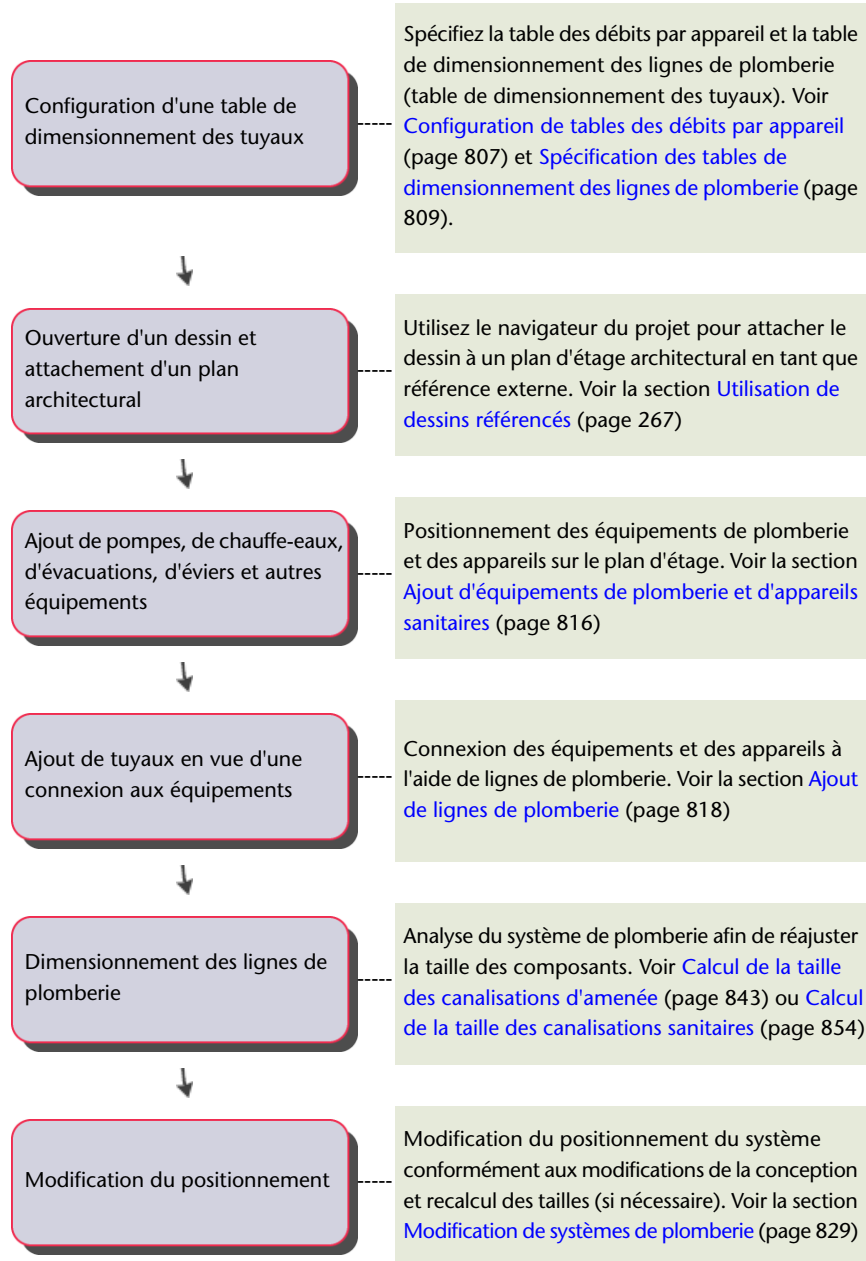 Configuration d'une table de
dimensionnement des tuyaux
Spécifiez la table des débits par appareil et la table
de dimensionnement des lignes de plomberie
(table de dimensionnement des tuyaux). Voir
Configuration de tables des débits par appareil
(page 807) et Spécification des tables de
dimensionnement des lignes de plomberie (page
809).
Ouverture d'un dessin et
attachement d'un plan
architectural
Utilisez le navigateur du projet pour attacher le
dessin à un plan d'étage architectural en tant que
référence externe. Voir la section Utilisation de
dessins référencés (page 267)
Ajout de pompes, de chauffe-eaux,
d'évacuations, d'éviers et autres
équipements
Positionnement des équipements de plomberie
et des appareils sur le plan d'étage. Voir la section
Ajout d'équipements de plomberie et d'appareils
sanitaires (page 816)
Ajout de tuyaux en vue d'une
connexion aux équipements
Connexion des équipements et des appareils à
l'aide de lignes de plomberie. Voir la section Ajout
de lignes de plomberie (page 818)
Dimensionnement des lignes de
plomberie
Analyse du système de plomberie afin de réajuster
la taille des composants. Voir Calcul de la taille
des canalisations d'amenée (page 843) ou Calcul
de la taille des canalisations sanitaires (page 854)
Modification du positionnement
Modification du positionnement du système
conformément aux modifications de la conception
et recalcul des tailles (si nécessaire). Voir la section
Modification de systèmes de plomberie (page 829)